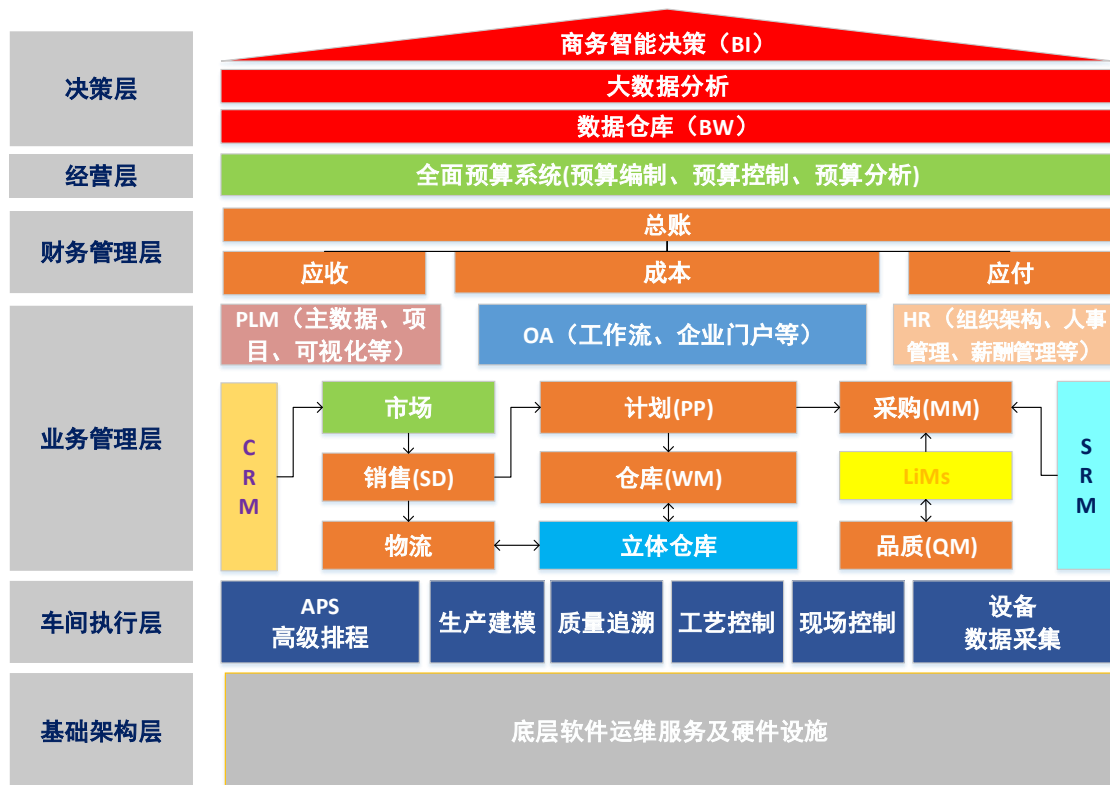 商务智能决策（BI）
决策层
大数据分析
数据仓库（BW）
经营层
全面预算系统(预算编制、预算控制、预算分析)
财务管理层
总账
应收
成本
应付
业务管理层
PLM（主数据、项
目、可视化等）
OA（工作流、企业门户等）
HR（组织架构、人事
管理、薪酬管理等）
C
R
M
市场
计划(PP)
采购(MM)
销售(SD)
仓库(WM)
LiMs
物流
立体仓库
品质(QM)
S
R
M
车间执行层
APS
高级排程
生产建模
质量追溯
工艺控制
现场控制
设备
数据采集
基础架构层
底层软件运维服务及硬件设施